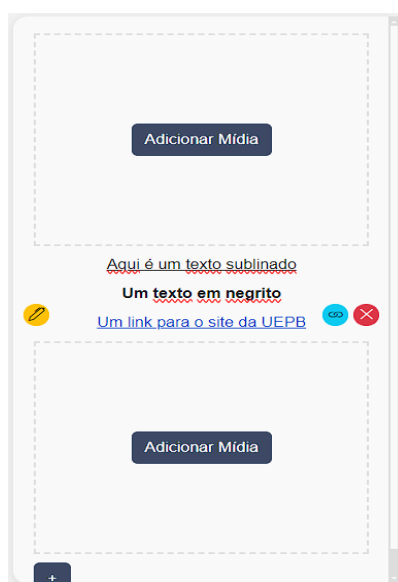 Adicionar Mídia
Aqui é um texto sublinado
Um texto em negrito
Um link para o site da UEPB
Adicionar Mídia
+